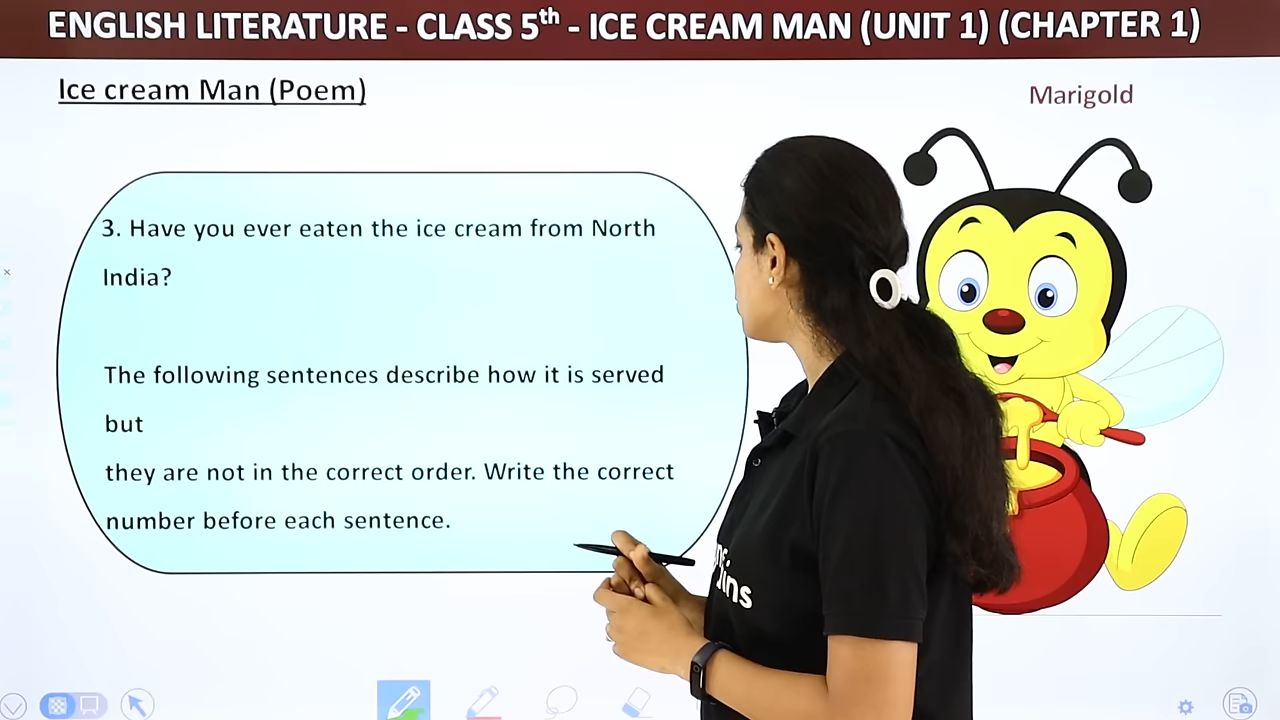 ENGLISH LITERATURE - CLASS 5th - ICE CREAM MAN (UNIT 1) (CHAPTER 1)
Ice cream Man (Poem)
Marigold
3. Have you ever eaten the ice cream from North
India?
The following sentences describe how it is served
but
they are not in the correct order. Write the correct
number before each sentence.